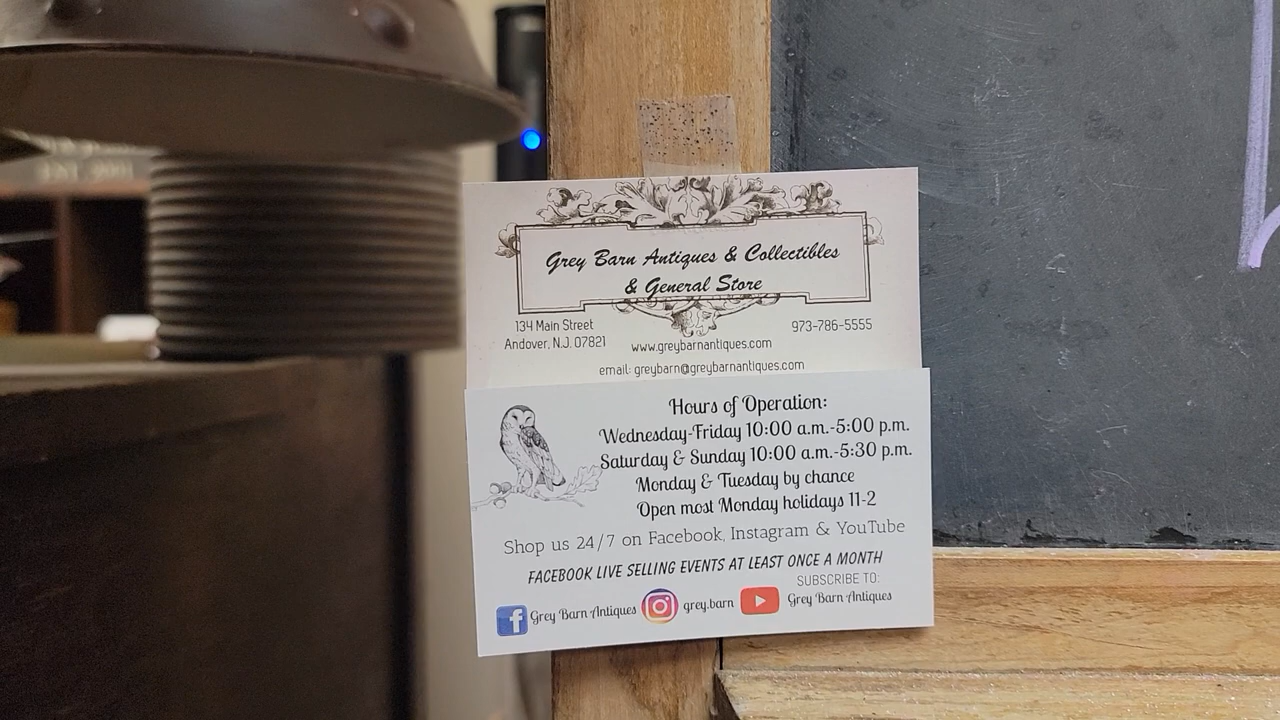 Grey Barn Antiques & Collectibles
& General Store
134 Main Street
Andover, N.J. 07821
973-786-5555
www.greybarnantiques.com
email: greybarn@greybarnantiques.com
Hours of Operation:
Wednesday-Friday 10:00 a.m.-5:00 p.m.
Saturday & Sunday 10:00 a.m.-5:30 p.m.
Monday & Tuesday by chance
Open most Monday holidays 11-2
Shop us 24/7 on Facebook, Instagram & YouTube
FACEBOOK LIVE SELLING EVENTS AT LEAST ONCE A MONTH
SUBSCRIBE TO:
Grey Barn Antiques grey.barn Grey Barn Antiques